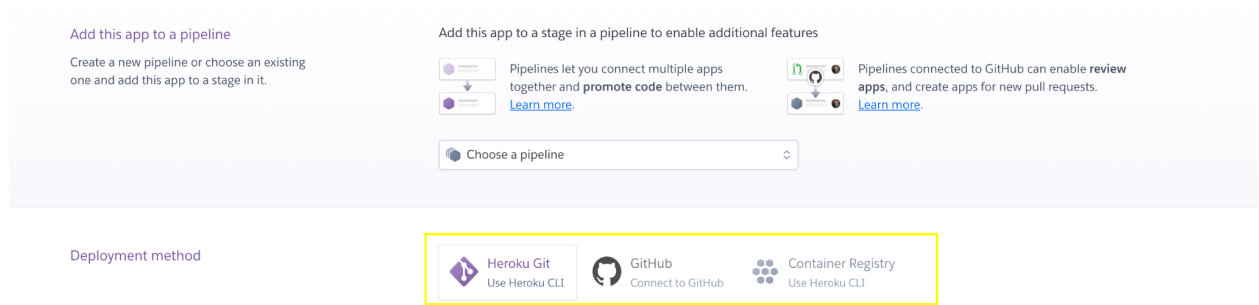 Add this app to a pipeline
Create a new pipeline or choose an existing
one and add this app to a stage in it.
Add this app to a stage in a pipeline to enable additional features
Pipelines let you connect multiple apps
together and promote code between them.
Learn more.
Pipelines connected to GitHub can enable review
apps, and create apps for new pull requests.
Learn more.
Choose a pipeline
Deployment method
Heroku Git
Use Heroku CLI
GitHub
Connect to GitHub
Container Registry
Use Heroku CLI